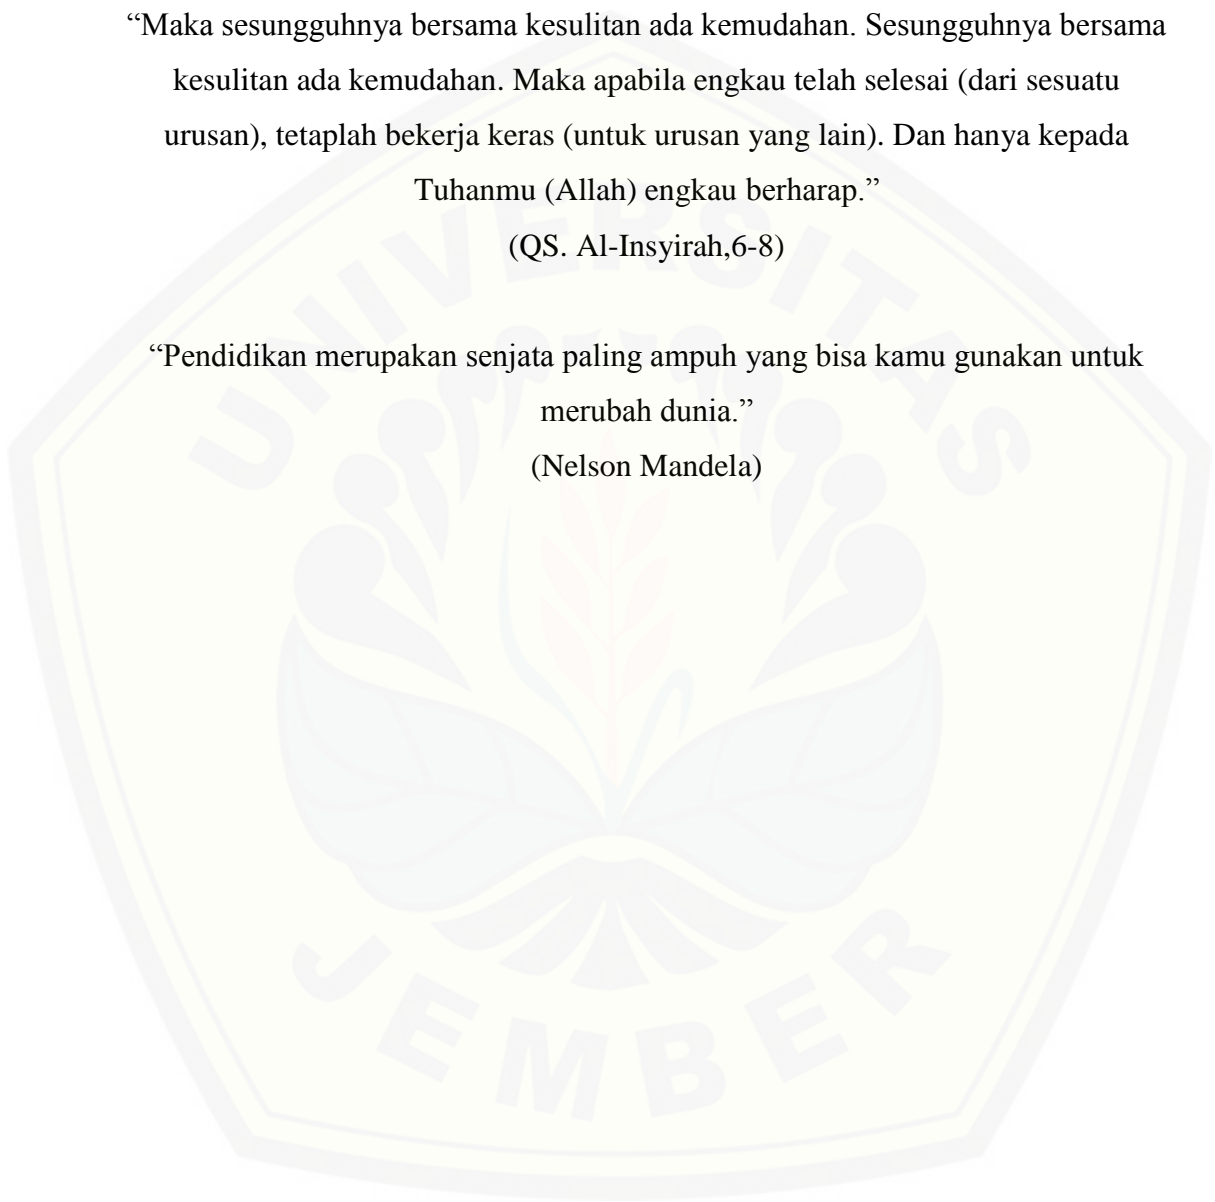 “Maka sesungguhnya bersama kesulitan ada kemudahan. Sesungguhnya bersama
kesulitan ada kemudahan. Maka apabila engkau telah selesai (dari sesuatu
urusan), tetaplah bekerja keras (untuk urusan yang lain). Dan hanya kepada
Tuhanmu (Allah) engkau berharap.”
(QS. Al-Insyirah,6-8)
“Pendidikan merupakan senjata paling ampuh yang bisa kamu gunakan untuk
merubah dunia.”
(Nelson Mandela)
UNIVERSITAS
JEMBER